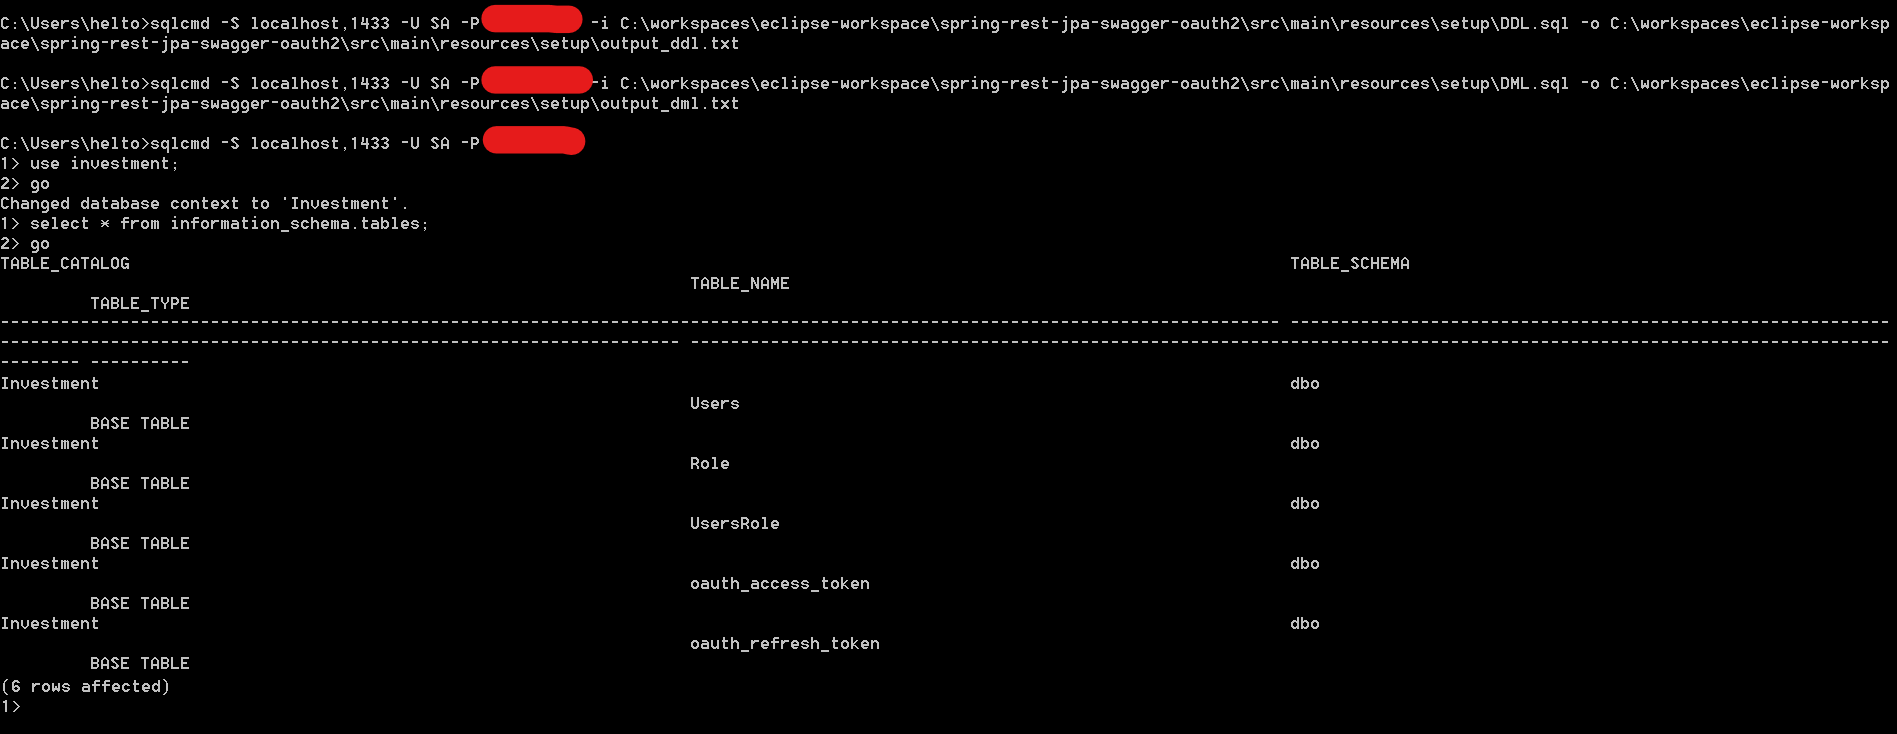 C:\Users\helto>sqlcmd -S localhost,1433 -U SA -P -i C:\workspaces\eclipse-workspace\spring-rest-jpa-swagger-oauth2\src\main\resources\setup\DDL.sql -o C:\workspaces\eclipse-worksp
ace\spring-rest-jpa-swagger-oauth2\src\main\resources\setup\output_ddl.txt
C:\Users\helto>sqlcmd -S localhost,1433 -U SA -P -i C:\workspaces\eclipse-workspace\spring-rest-jpa-swagger-oauth2\src\main\resources\setup\DML.sql -o C:\workspaces\eclipse-worksp
ace\spring-rest-jpa-swagger-oauth2\src\main\resources\setup\output_dml.txt
C:\Users\helto>sqlcmd -S localhost,1433 -U SA -P
1> use investment;
2> go
Changed database context to 'Investment'.
1> select * from information_schema.tables;
2> go
TABLE_CATALOG TABLE_SCHEMA
TABLE_NAME
TABLE_TYPE
-------------------------------------------------------------------------------------------------------------------------------- ------------------------------------------------------------
-------------------------------------------------------------------- ------------------------------------------------------------------------------------------------------------------------
-------- ----------
Investment dbo
Users
BASE TABLE
Investment dbo
Role
BASE TABLE
Investment dbo
UsersRole
BASE TABLE
Investment dbo
oauth_access_token
BASE TABLE
Investment dbo
oauth_refresh_token
BASE TABLE
(6 rows affected)
1>